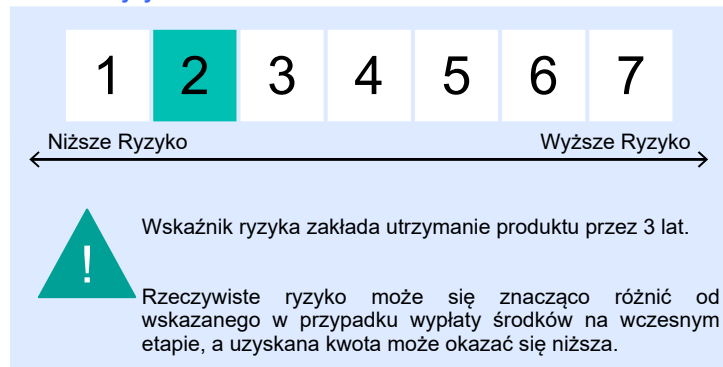 1 2 3 4 5 6 7
Niższe Ryzyko Wyższe Ryzyko
!
Wskaźnik ryzyka zakłada utrzymanie produktu przez 3 lat.
Rzeczywiste ryzyko może się znacząco różnić od
wskazanego w przypadku wypłaty środków na wczesnym
etapie, a uzyskana kwota może okazać się niższa.